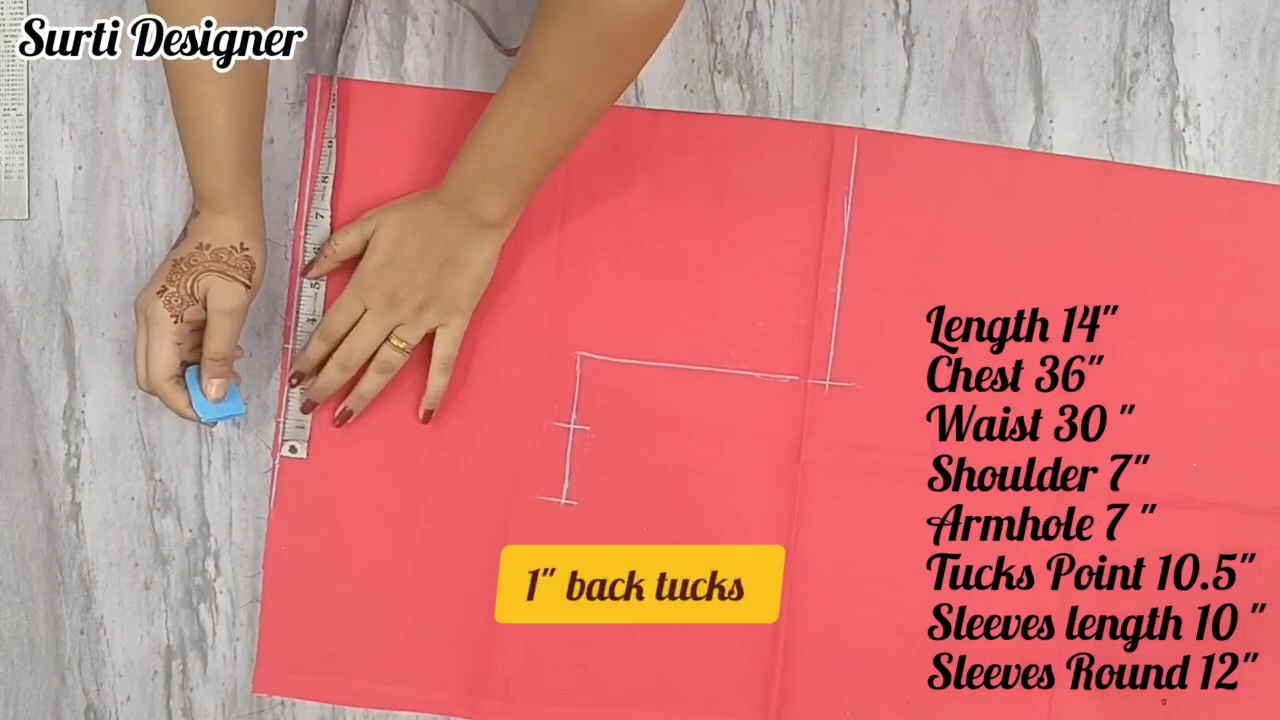 Surti Designer
Length 14"
Chest 36"
Waist 30 "
Shoulder 7"
Armhole 7 "
Tucks Point 10.5"
Sleeves length 10 "
Sleeves Round 12"
1" back tucks